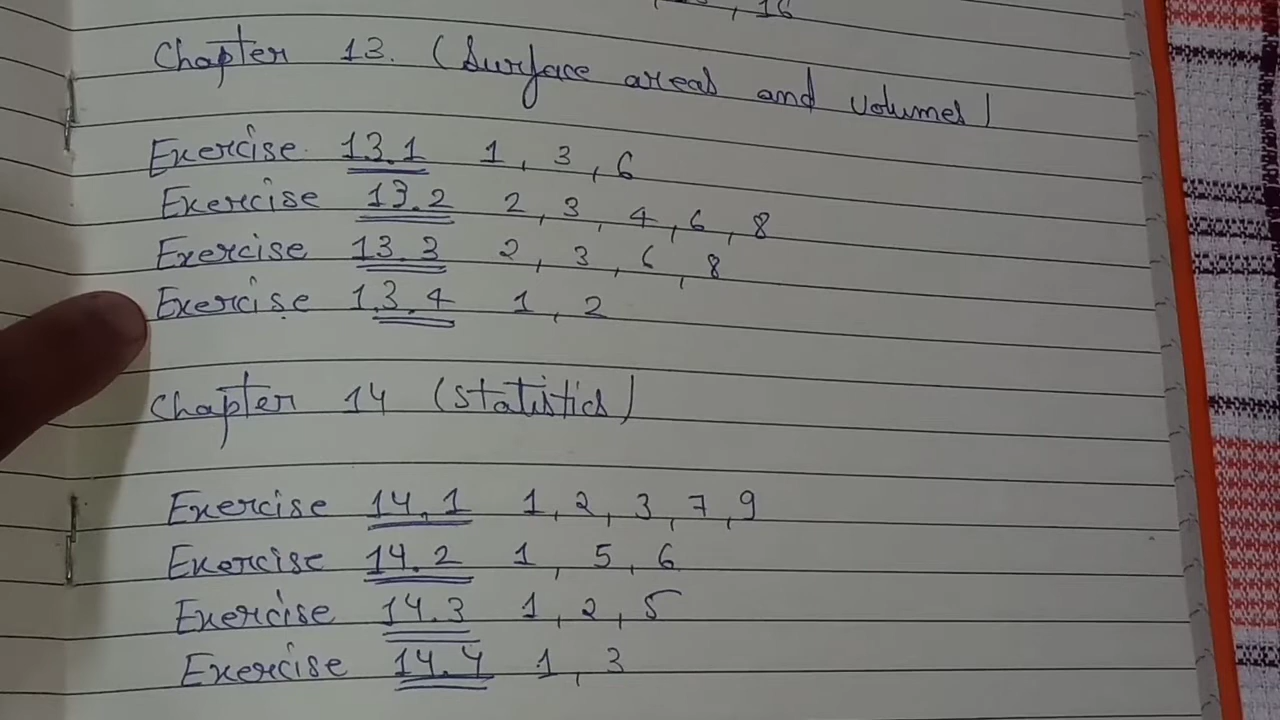 , 16
Chapter 13. (Surface areas and volumes)
Exercise 13.1 1, 3, 6
Exercise 13.2 2, 3, 4, 6, 8
Exercise 13.3 2, 3, 6, 8
Exercise 13.4 1, 2
Chapter 14 (Statistics)
Exercise 14.1 1, 2, 3, 7, 9
Exercise 14.2 1, 5, 6
Exercise 14.3 1, 2, 5
Exercise 14.4 1, 3